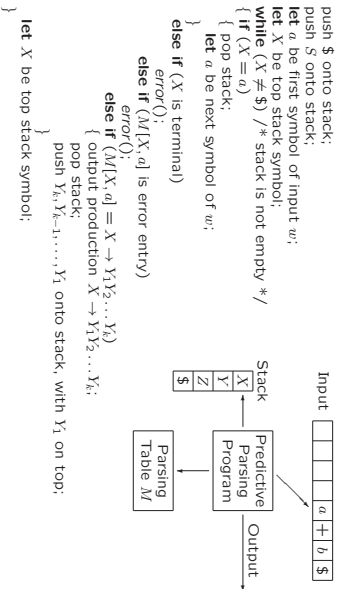 push $ onto stack;
push S onto stack;
let a be first symbol of input w;
let X be top stack symbol;
while (X ≠ $) /* stack is not empty */
{ if (X = a)
{ pop stack;
let a be next symbol of w;
}
else if (X is terminal)
error();
else if (M[X, a] is error entry)
error();
else if (M[X, a] = X → Y₁Y₂...Yₖ)
{ output production X → Y₁Y₂...Yₖ;
pop stack;
push Yₖ, Yₖ₋₁, ..., Y₁ onto stack, with Y₁ on top;
}
let X be top stack symbol;
}
Input
a + b $
Stack
X
Y
Z
$
Predictive
Parsing
Program
Output
Parsing
Table M